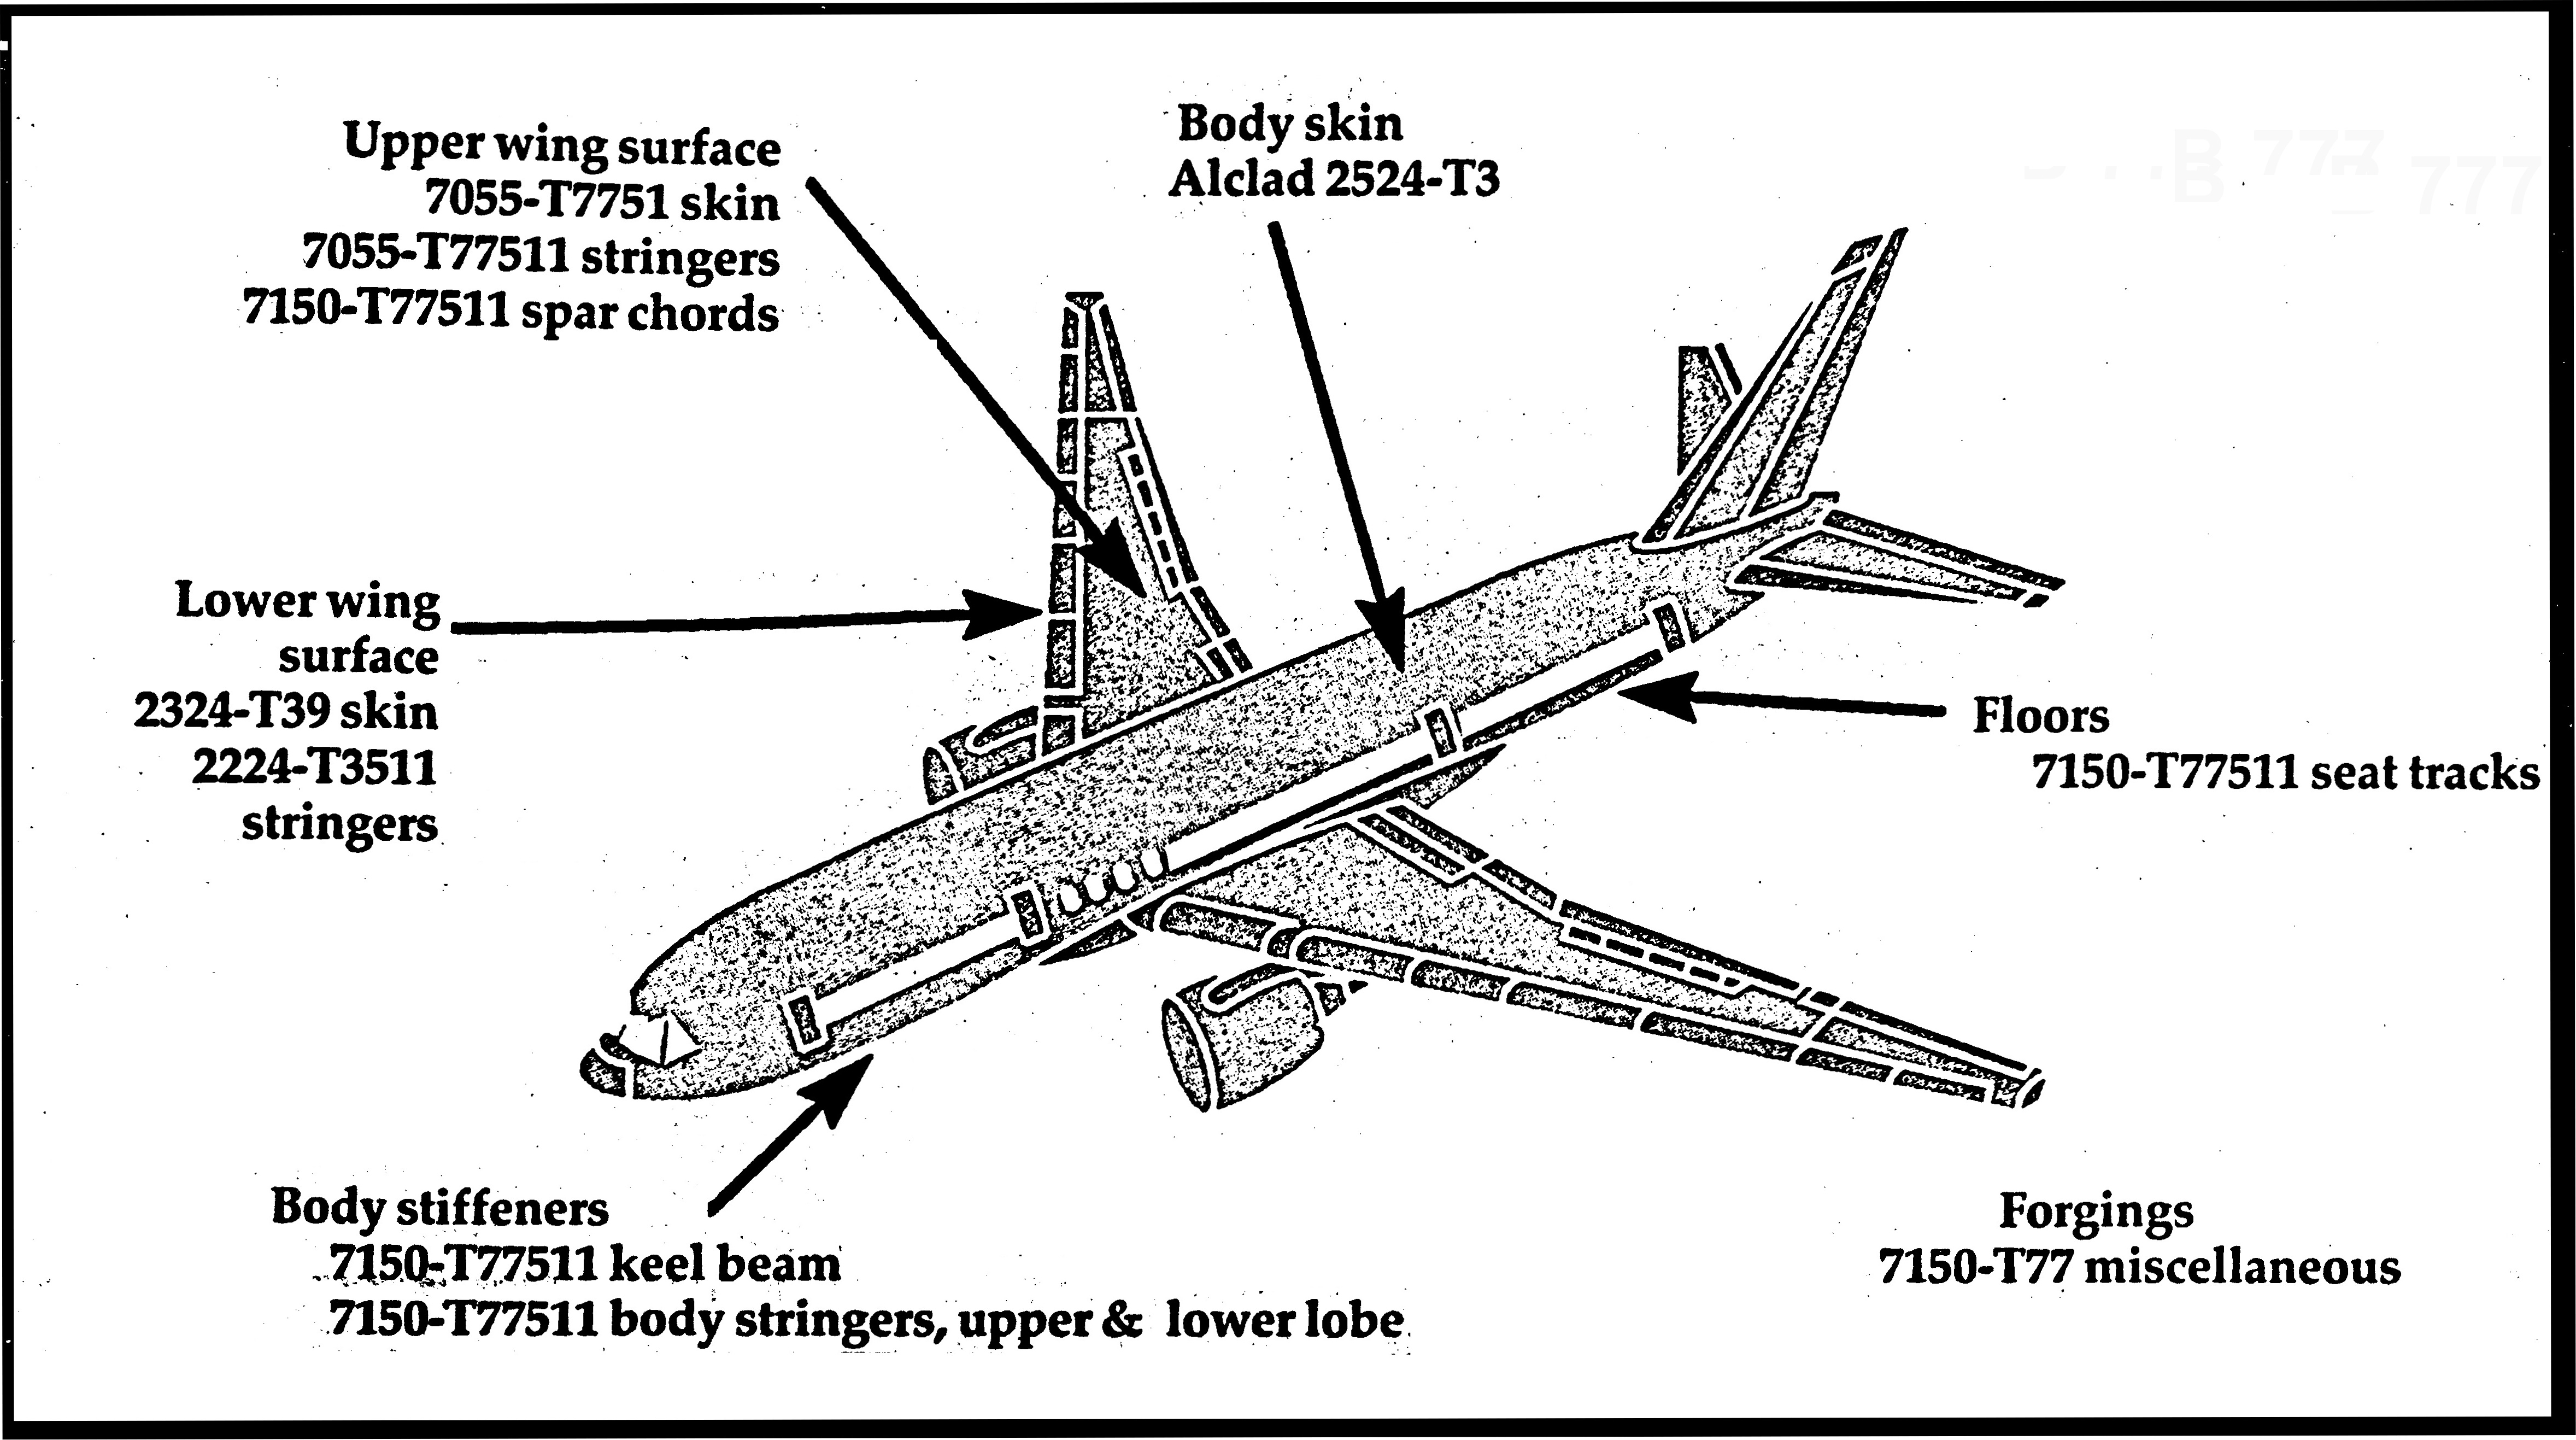 Upper wing surface
7055-T7751 skin
7055-T77511 stringers
7150-T77511 spar chords
Body skin
Alclad 2524-T3
B 777
777
Lower wing
surface
2324-T39 skin
2224-T3511
stringers
Floors
7150-T77511 seat tracks
Body stiffeners
7150-T77511 keel beam
7150-T77511 body stringers, upper & lower lobe
Forgings
7150-T77 miscellaneous